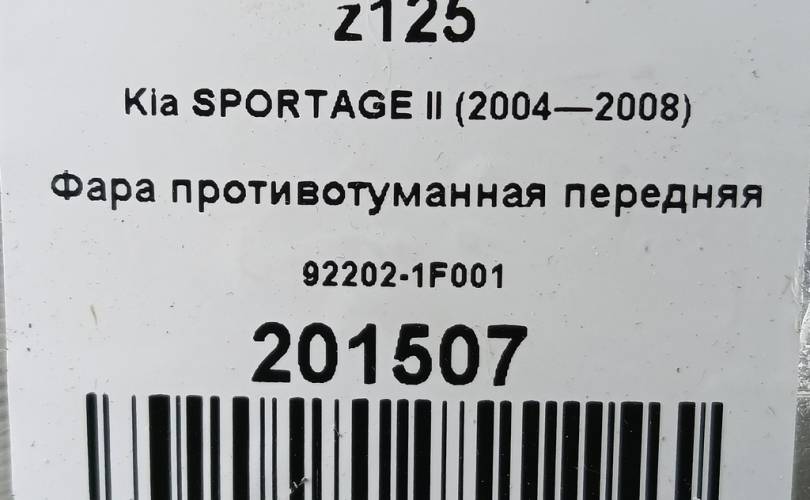 z125
Kia SPORTAGE II (2004—2008)
Фара противотуманная передняя
92202-1F001
201507